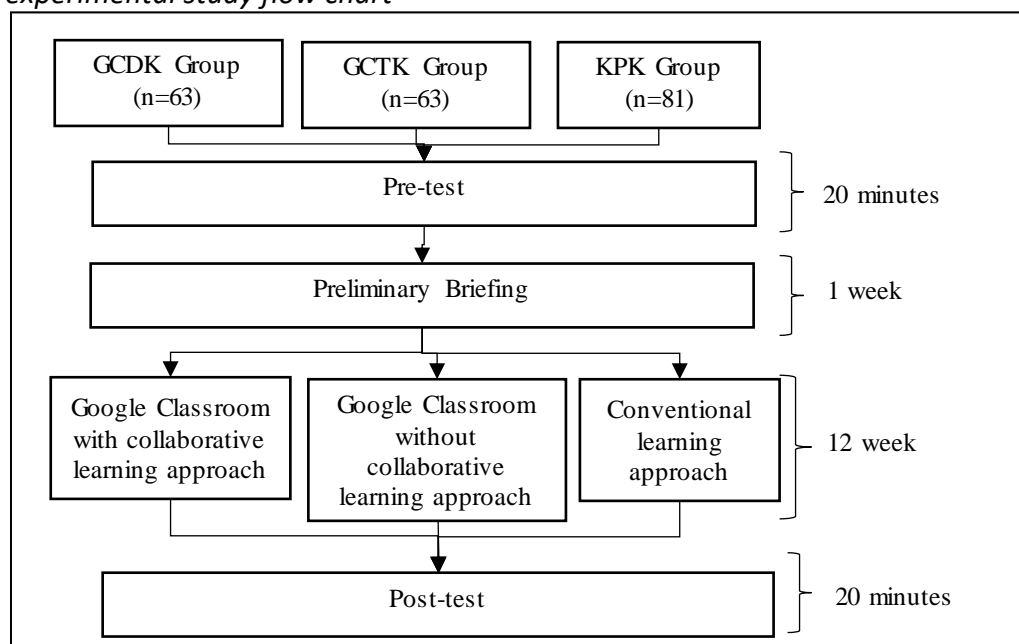 experimental study flow chart
GCDK Group
(n=63)
GCTK Group
(n=63)
KPK Group
(n=81)
Pre-test
20 minutes
Preliminary Briefing
1 week
Google Classroom
with collaborative
learning approach
Google Classroom
without
collaborative
learning approach
Conventional
learning
approach
12 week
Post-test
20 minutes